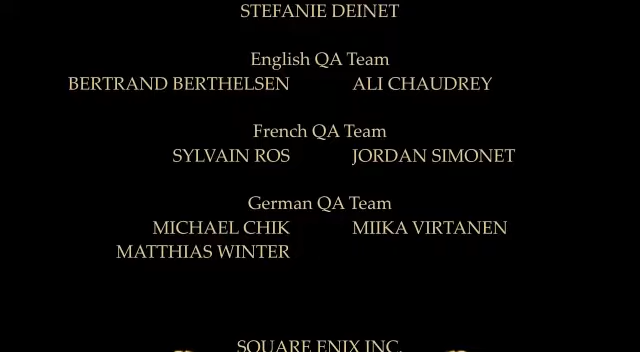 STEFANIE DEINET
English QA Team
BERTRAND BERTHELSEN ALI CHAUDREY
French QA Team
SYLVAIN ROS JORDAN SIMONET
German QA Team
MICHAEL CHIK MIIKA VIRTANEN
MATTHIAS WINTER
SQUARE ENIX INC.